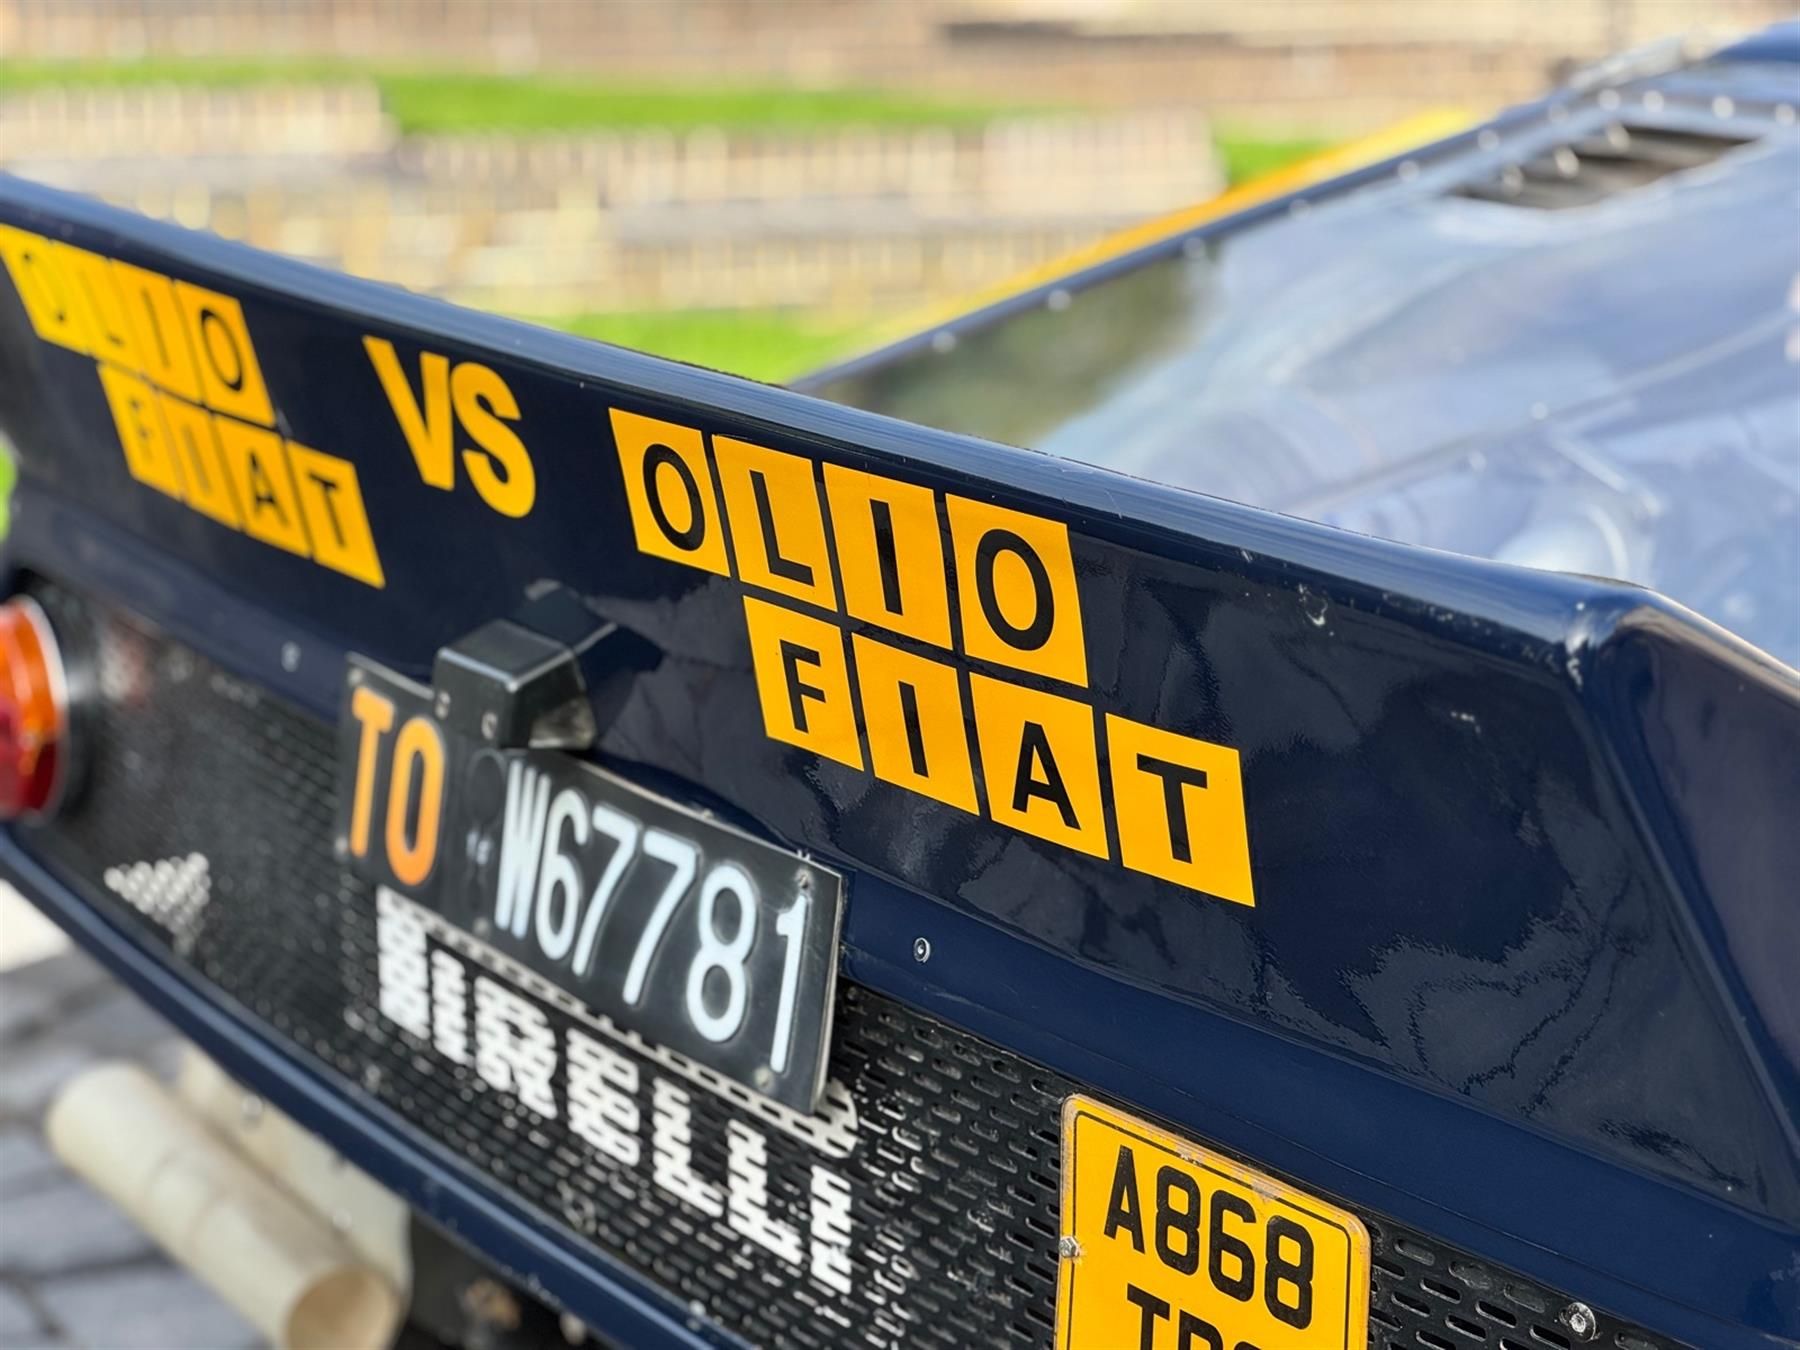 OLIO
FIAT
VS
OLIO
FIAT
TO W67781
PIRELLI
A868